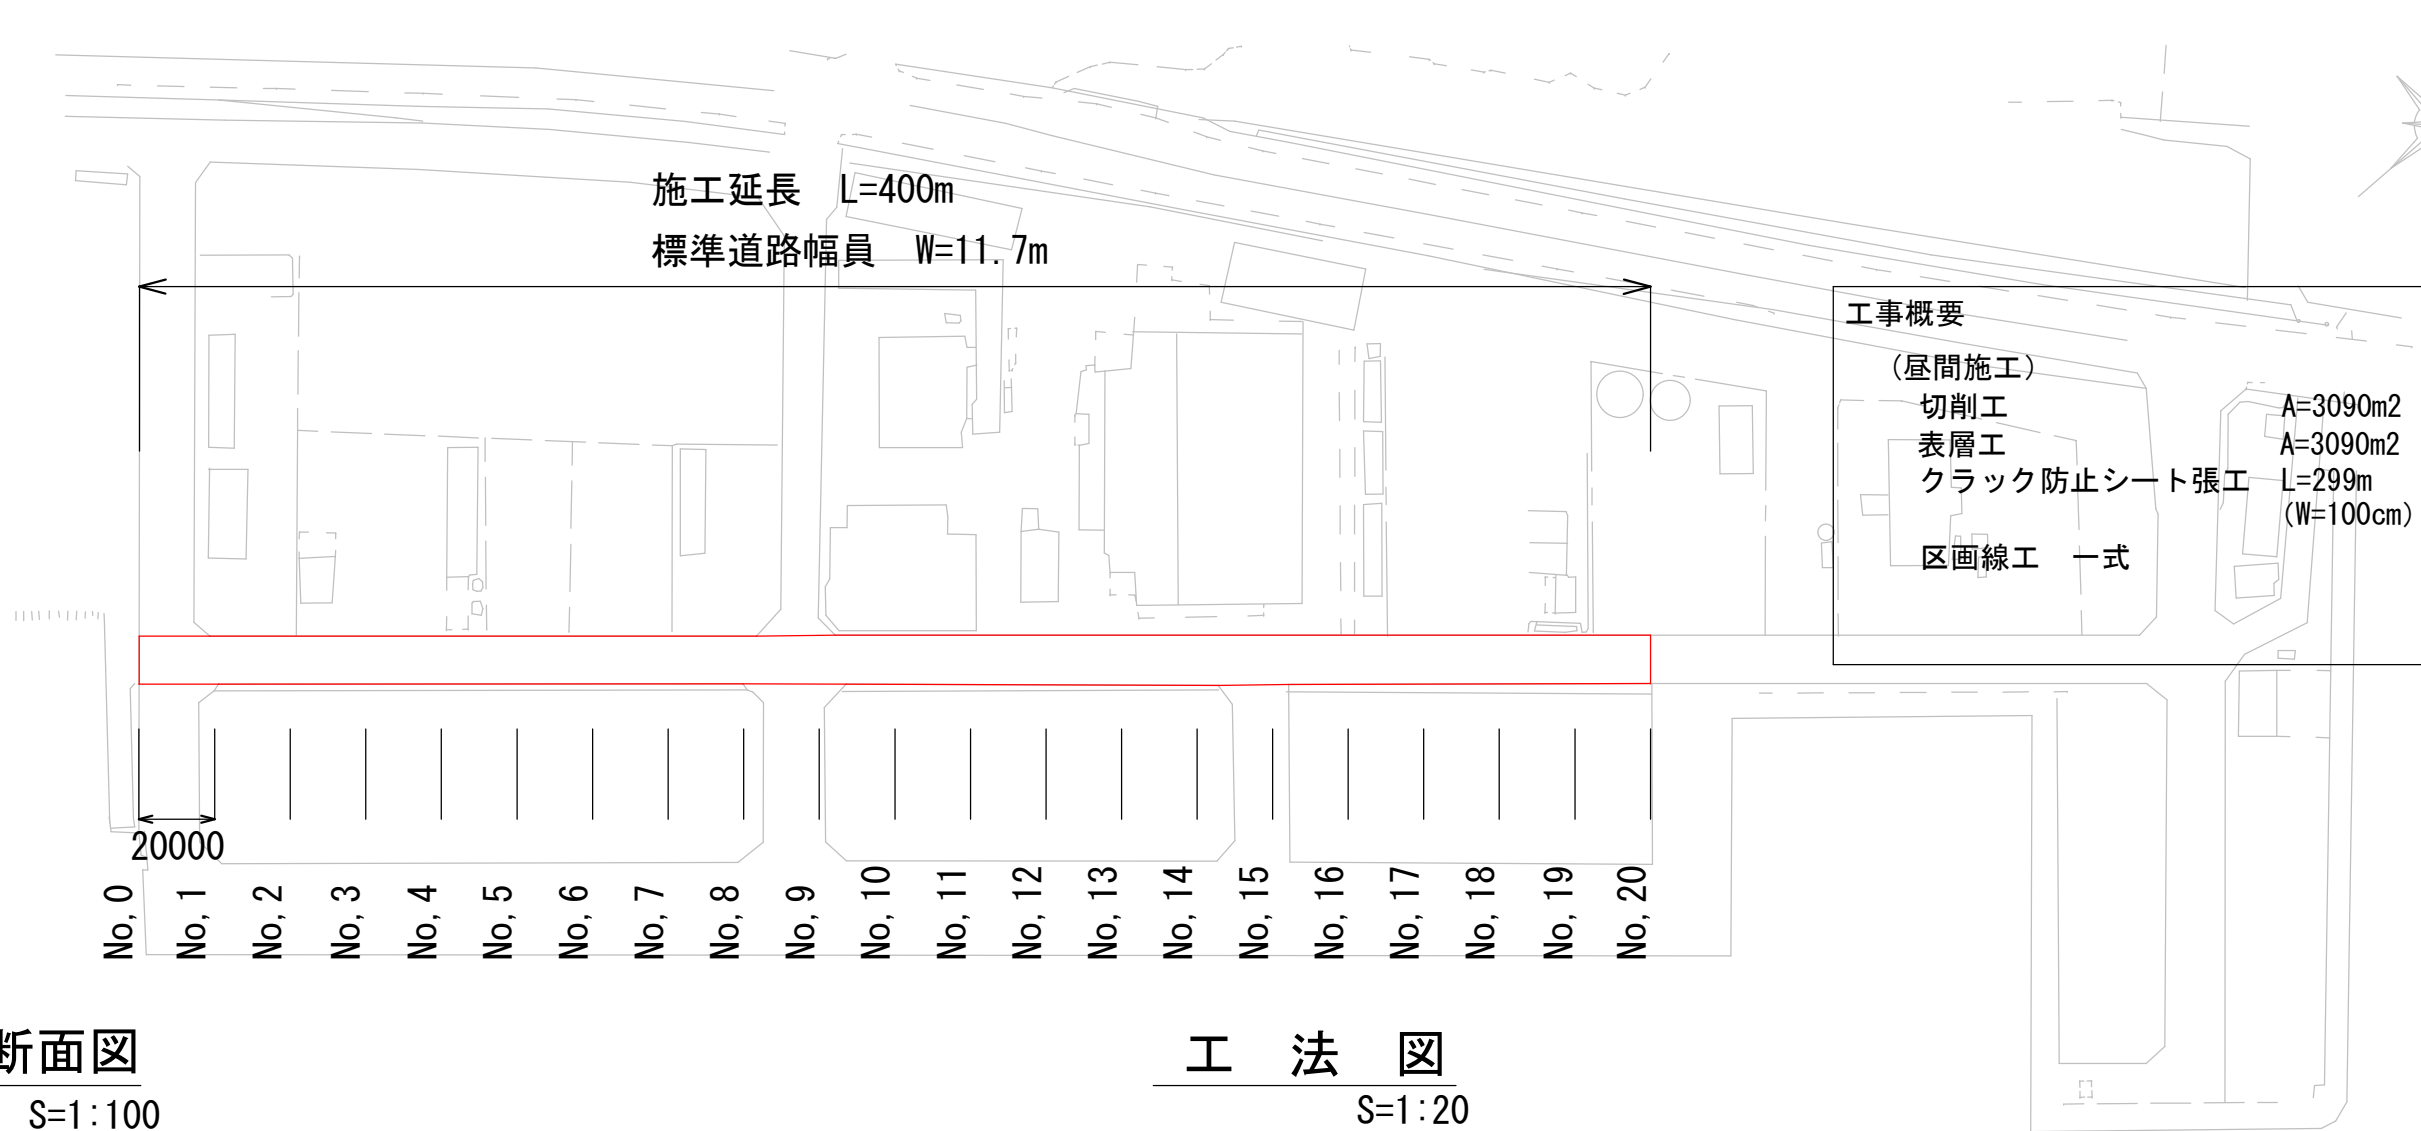 施工延長　L=400m
標準道路幅員　W=11.7m
工事概要
（昼間施工）
切削工　A=3090m2
表層工　A=3090m2
クラック防止シート張工　L=299m
(W=100cm)
区画線工　一式
20000
No,0
No,1
No,2
No,3
No,4
No,5
No,6
No,7
No,8
No,9
No,10
No,11
No,12
No,13
No,14
No,15
No,16
No,17
No,18
No,19
No,20
断面図
S=1:100
工　法　図
S=1:20